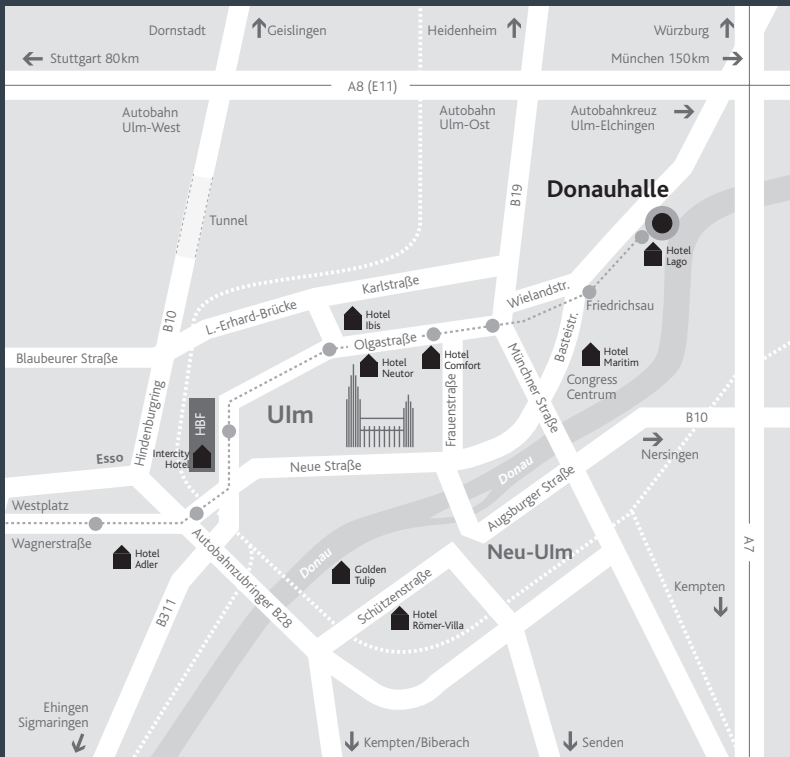 Dornstadt
Geislingen
Heidenheim
Würzburg
Stuttgart 80km
München 150km
A8 (E11)
Autobahn
Ulm-West
Autobahn
Ulm-Ost
Autobahnkreuz
Ulm-Elchingen
Donauhalle
B19
Tunnel
Hotel
Lago
Karlstraße
Wielandstr.
L.-Erhard-Brücke
Friedrichsau
B10
Hotel
Ibis
Olgastraße
Basteistr.
Blaubeurer Straße
Hotel
Neutor
Hotel
Comfort
Hotel
Maritim
Münchner Straße
Congress
Centrum
Hindenburgring
HBF
Ulm
Frauenstraße
B10
Intercity
Hotel
Esso
Neue Straße
Donau
Nersingen
Westplatz
Augsburger Straße
Wagnerstraße
Autobahnzubringer B28
Neu-Ulm
A7
Hotel
Adler
Donau
Golden
Tulip
Schützenstraße
Kempten
B311
Hotel
Römer-Villa
Ehingen
Sigmaringen
Kempten/Biberach
Senden